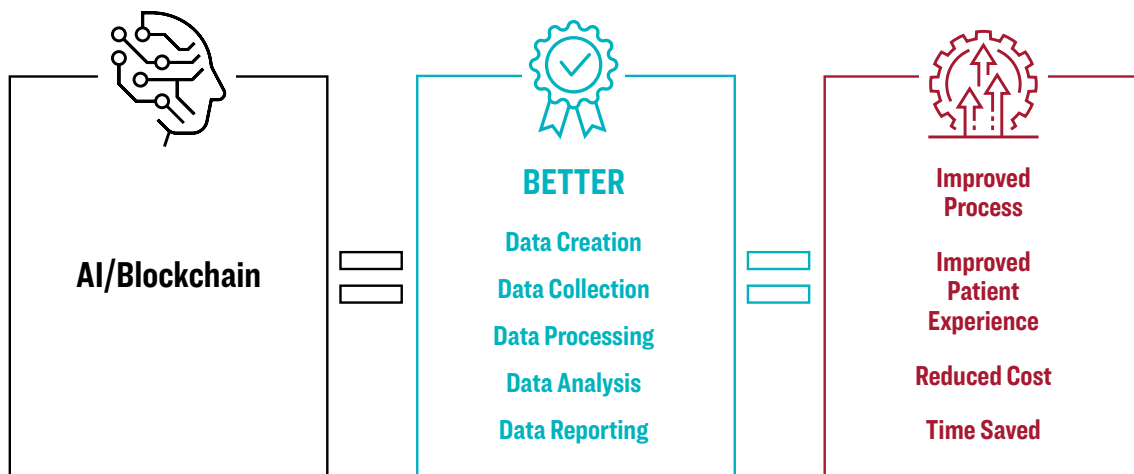 AI/Blockchain
BETTER
Data Creation
Data Collection
Data Processing
Data Analysis
Data Reporting
Improved
Process
Improved
Patient
Experience
Reduced Cost
Time Saved